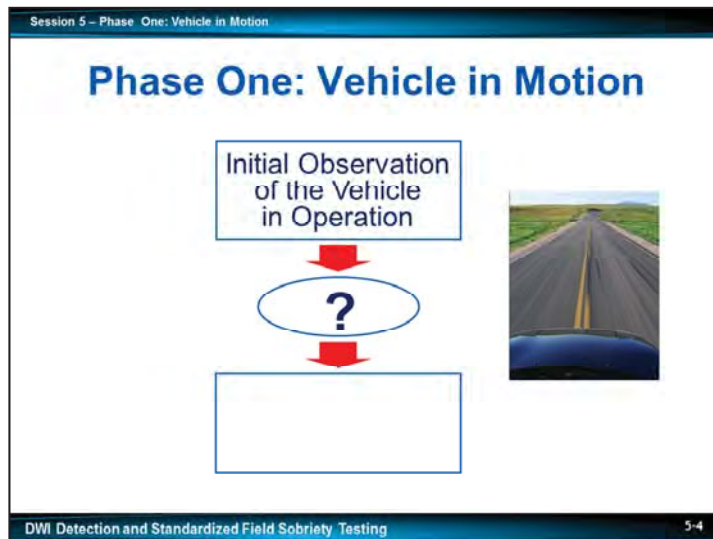 Session 5 – Phase One: Vehicle in Motion
Phase One: Vehicle in Motion
Initial Observation
of the Vehicle
in Operation
?
DWI Detection and Standardized Field Sobriety Testing
5-4